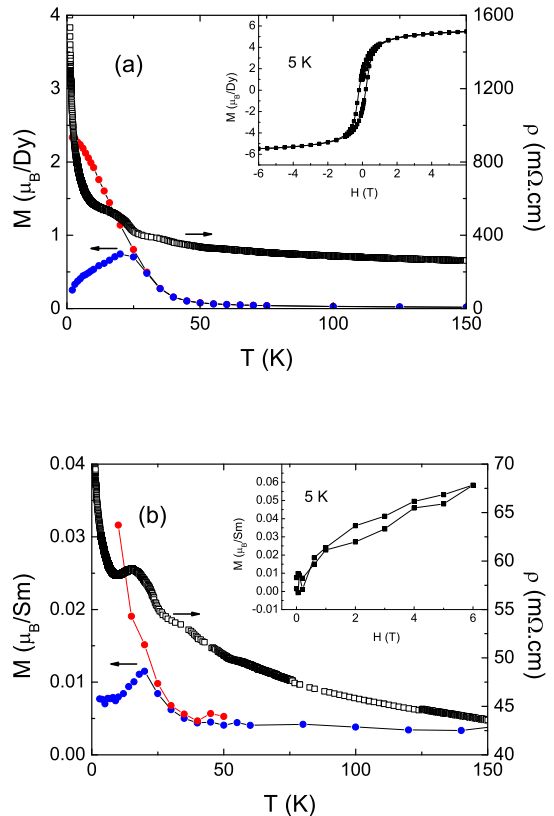 (a)
4
3
2
1
0
M (μB/Dy)
1600
1200
800
400
0
ρ (mΩ.cm)
0 50 100 150
T (K)
5 K
6
4
2
0
-2
-4
-6
M (μB/Dy)
-6 -4 -2 0 2 4
H (T)
(b)
0.04
0.03
0.02
0.01
0.00
M (μB/Sm)
70
65
60
55
50
45
40
ρ (mΩ.cm)
0 50 100 150
T (K)
5 K
0.06
0.05
0.04
0.03
0.02
0.01
0.00
-0.01
M (μB/Sm)
0 2 4 6
H (T)